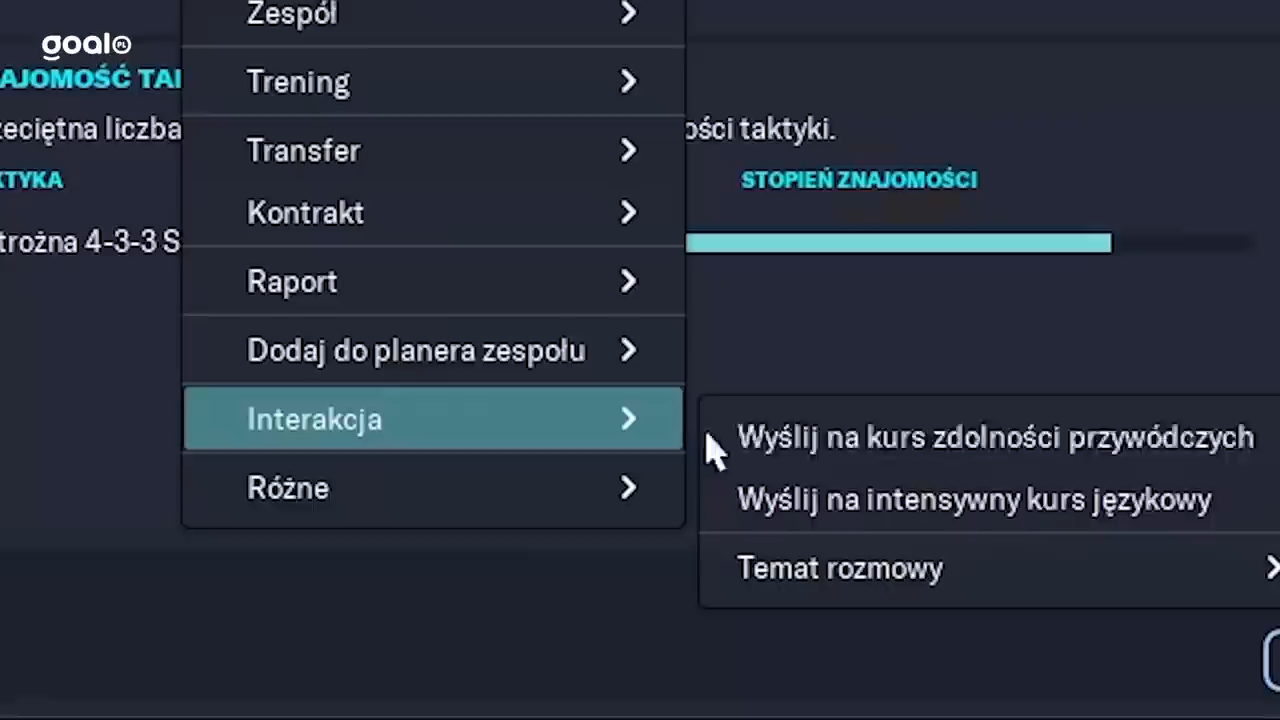 Zespół
goal PL
AJOMOŚĆ TA
Trening
zeciętna liczba
ości taktyki.
Transfer
KTYKA
STOPIEŃ ZNAJOMOŚCI
Kontrakt
trożna 4-3-3 S
Raport
Dodaj do planera zespołu
Interakcja
Wyślij na kurs zdolności przywódczych
Różne
Wyślij na intensywny kurs językowy
Temat rozmowy